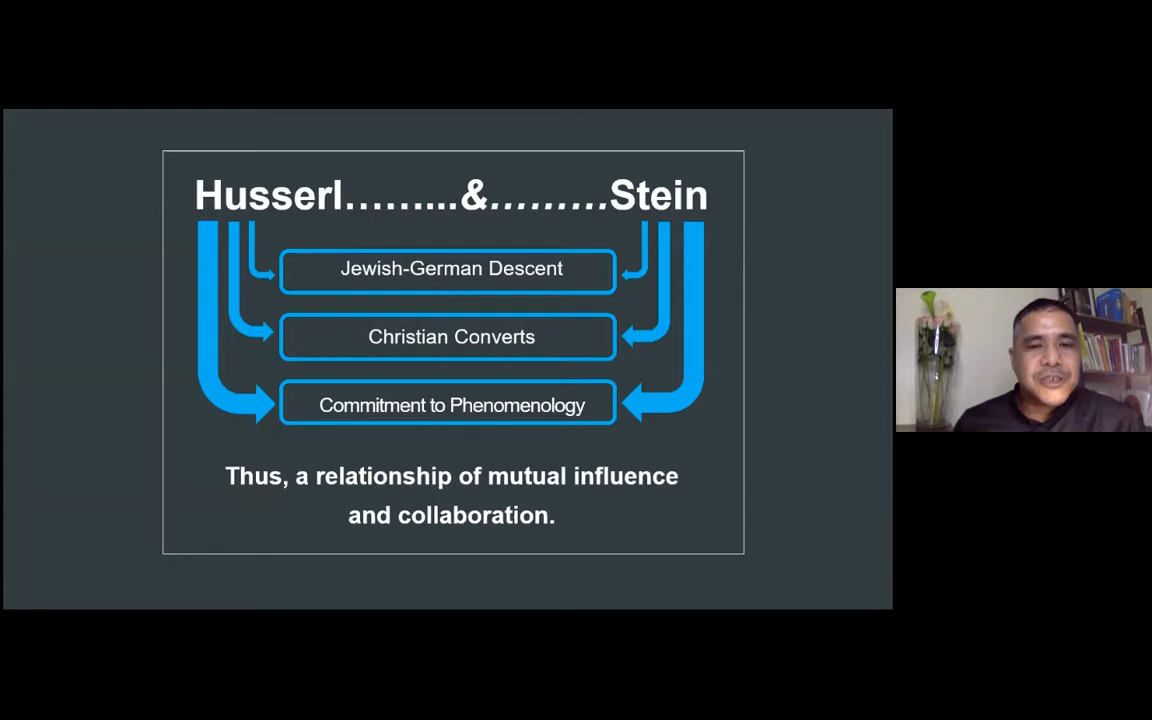 Husserl……...&………Stein
Jewish-German Descent
Christian Converts
Commitment to Phenomenology
Thus, a relationship of mutual influence
and collaboration.